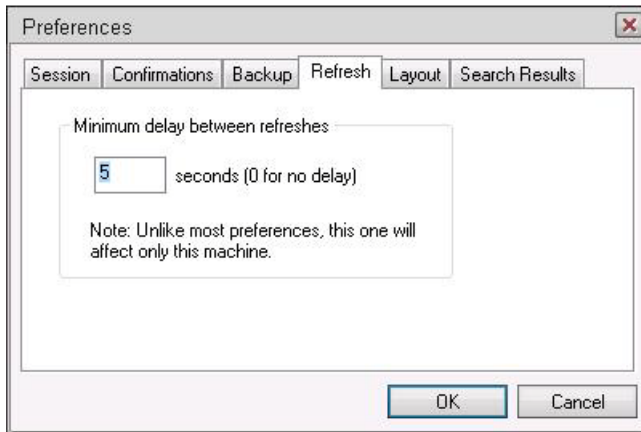 Preferences
Session Confirmations Backup Refresh Layout Search Results
Minimum delay between refreshes
5 seconds (0 for no delay)
Note: Unlike most preferences, this one will
affect only this machine.
OK Cancel